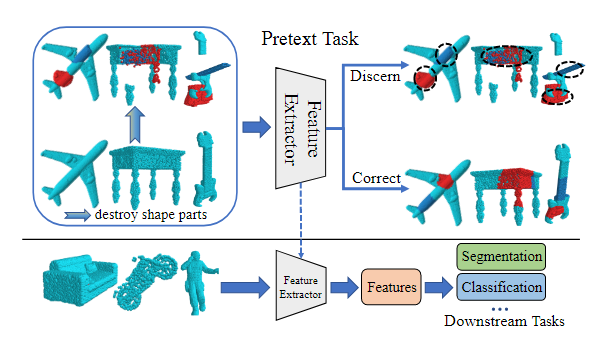 Pretext Task
Feature
Extractor
Discern
Correct
destroy shape parts
Feature
Extractor
Features
Segmentation
Classification
...
Downstream Tasks